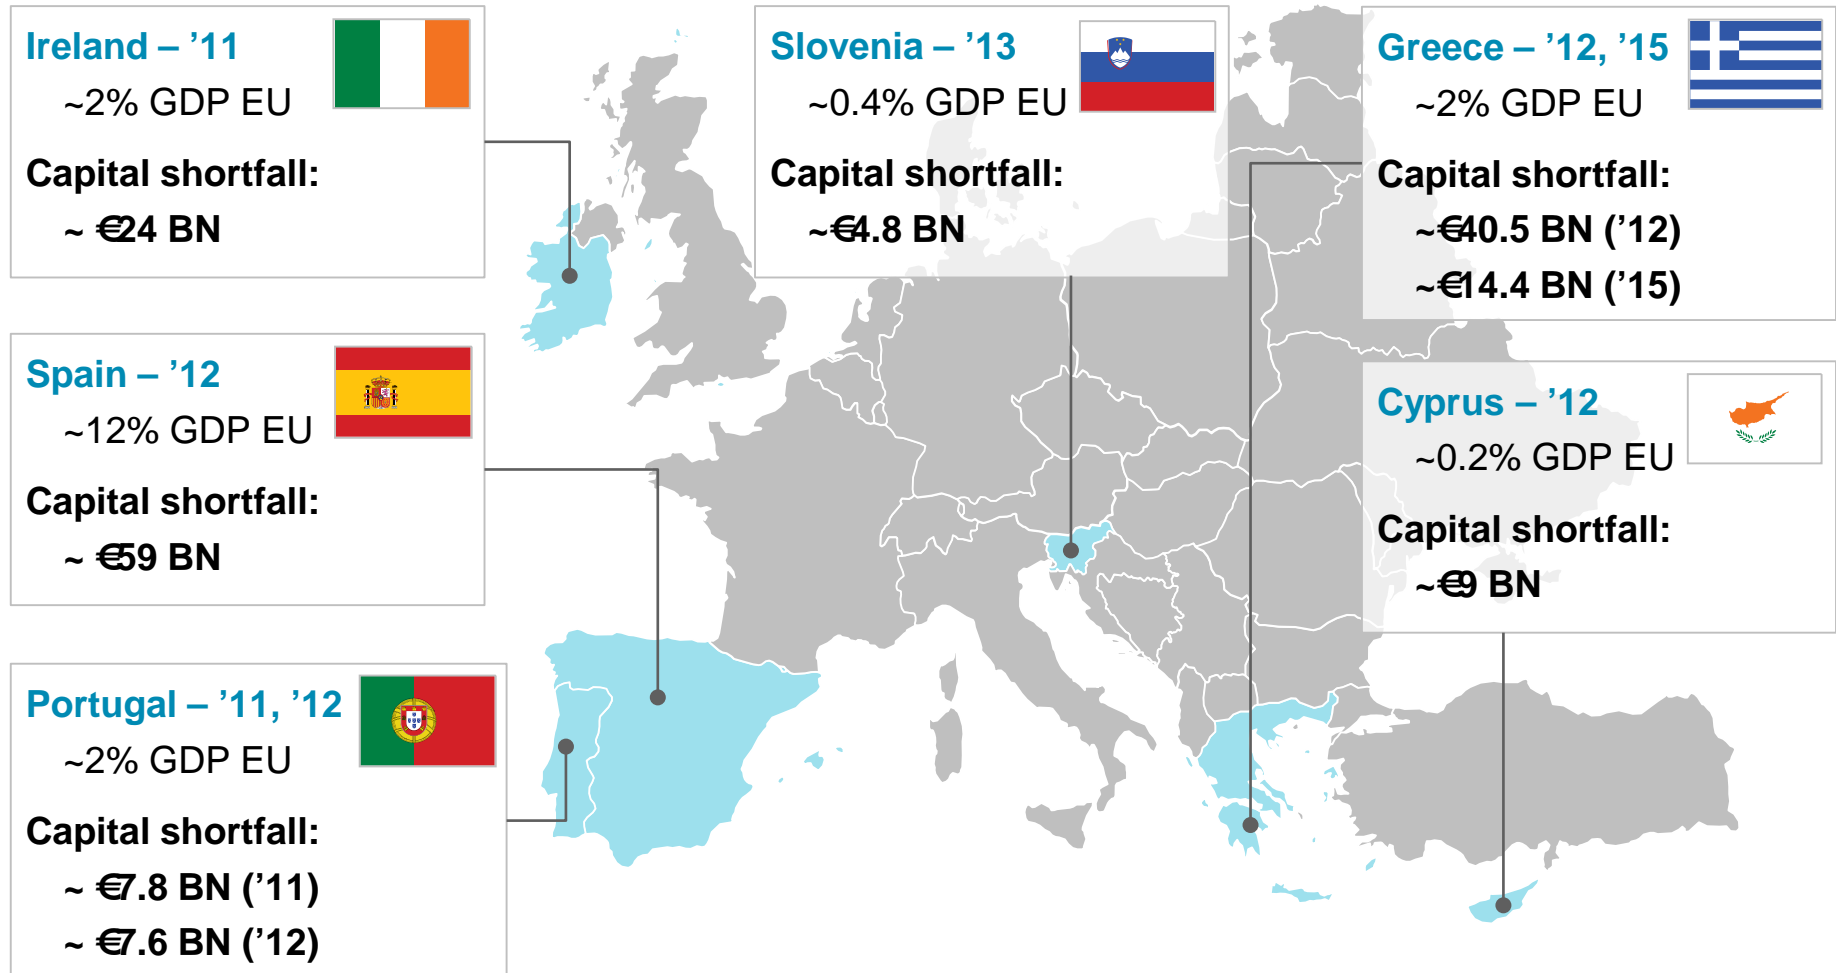 Ireland – ’11
~2% GDP EU
Capital shortfall:
~ €24 BN
Spain – ’12
~12% GDP EU
Capital shortfall:
~ €59 BN
Portugal – ’11, ’12
~2% GDP EU
Capital shortfall:
~ €7.8 BN (’11)
~ €7.6 BN (’12)
Slovenia – ’13
~0.4% GDP EU
Capital shortfall:
~€4.8 BN
Greece – ’12, ’15
~2% GDP EU
Capital shortfall:
~€40.5 BN (’12)
~€14.4 BN (’15)
Cyprus – ’12
~0.2% GDP EU
Capital shortfall:
~€9 BN